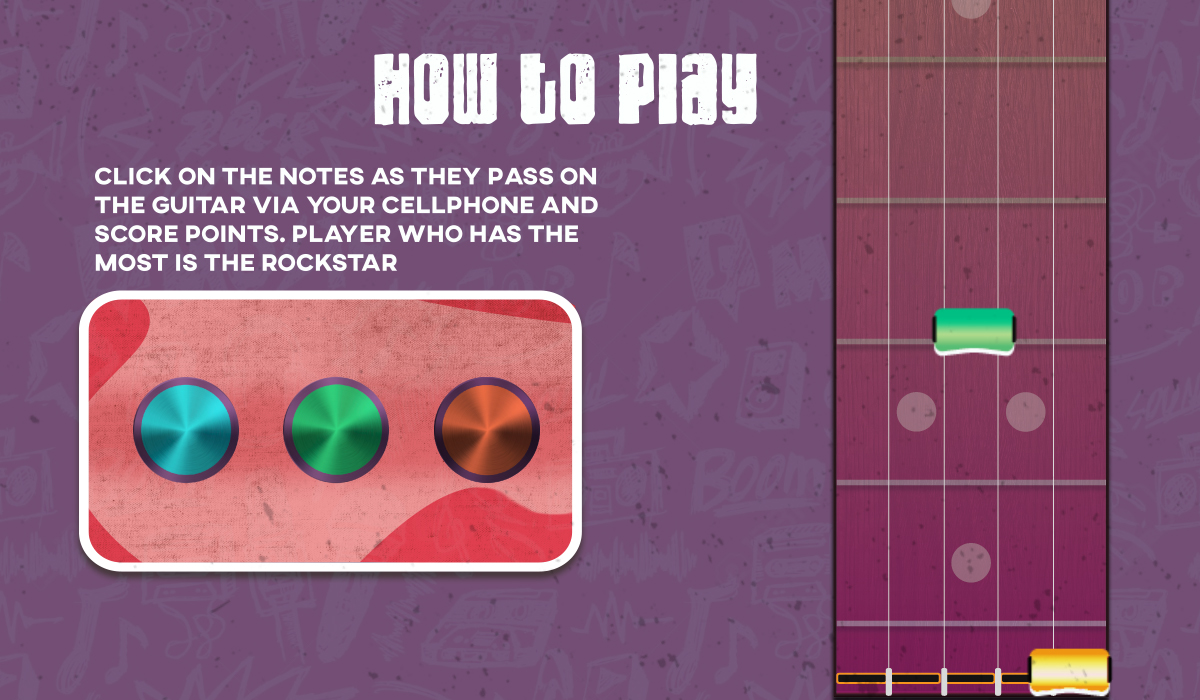 How to Play
CLICK ON THE NOTES AS THEY PASS ON
THE GUITAR VIA YOUR CELLPHONE AND
SCORE POINTS. PLAYER WHO HAS THE
MOST IS THE ROCKSTAR
BOOM